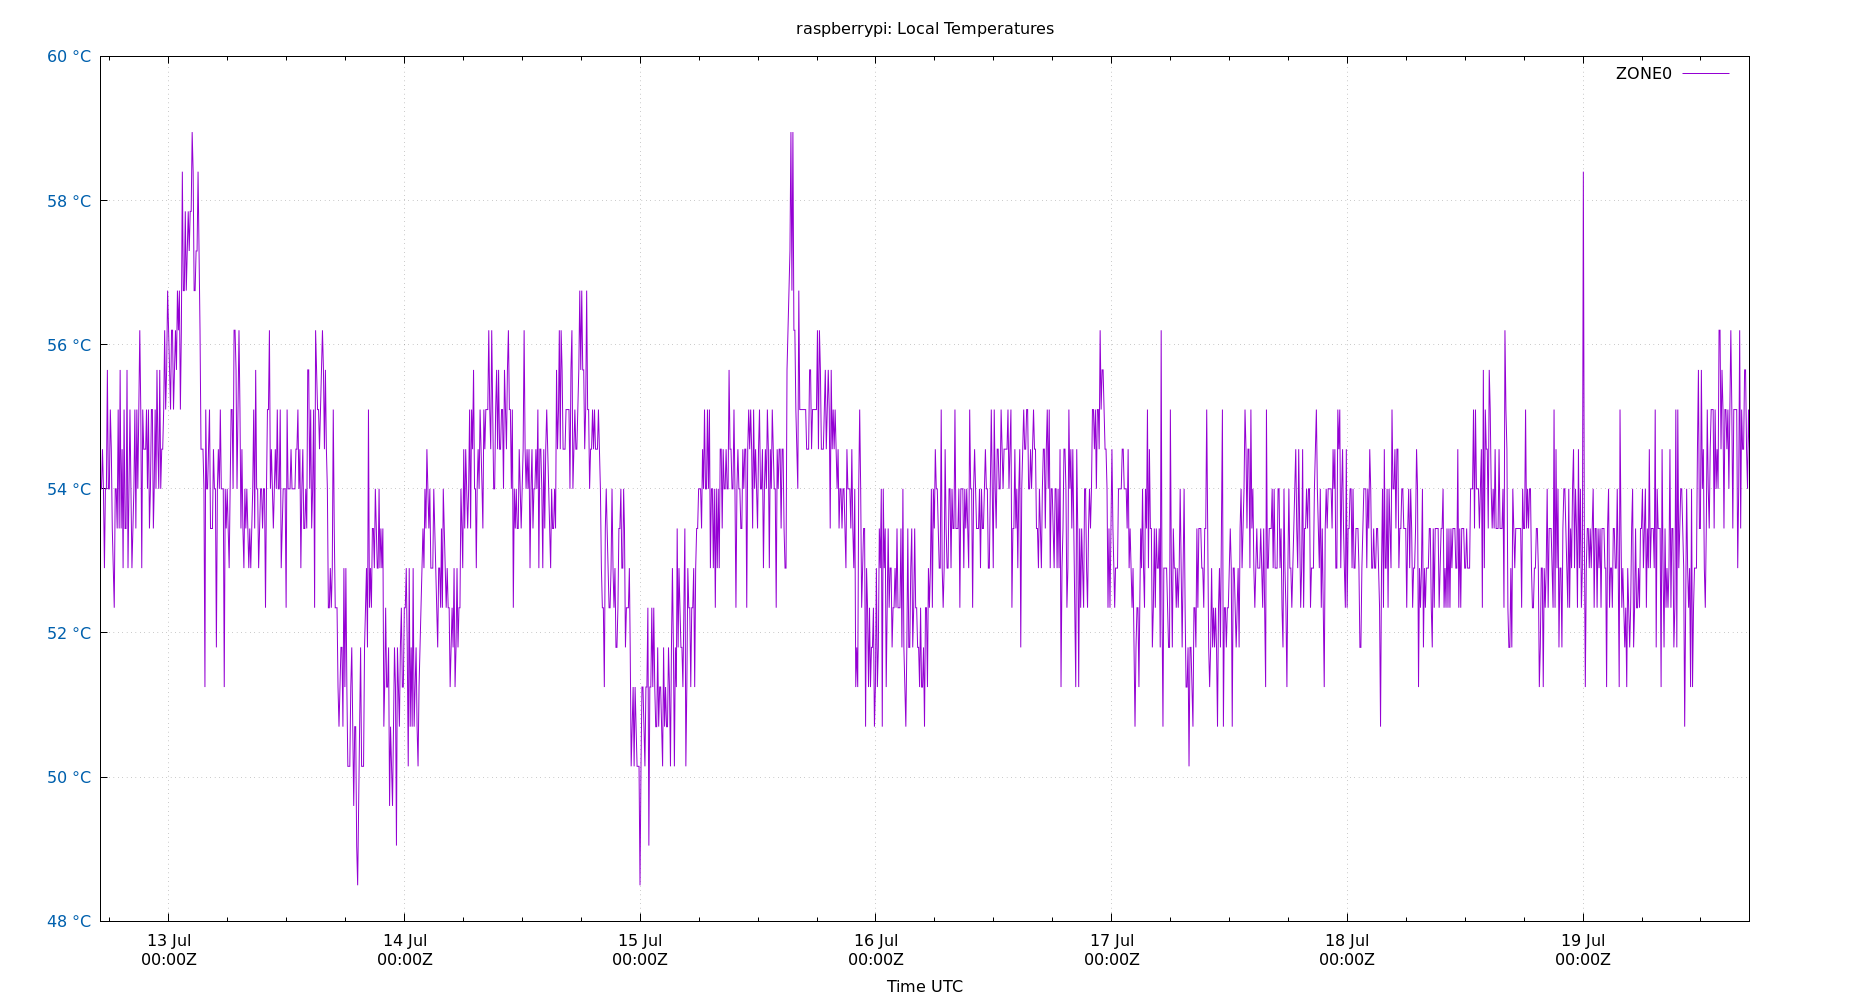 raspberrypi: Local Temperatures
60 °C
ZONE0
58 °C
56 °C
54 °C
52 °C
50 °C
48 °C
13 Jul 14 Jul 15 Jul 16 Jul 17 Jul 18 Jul 19 Jul
00:00Z 00:00Z 00:00Z 00:00Z 00:00Z 00:00Z 00:00Z
Time UTC